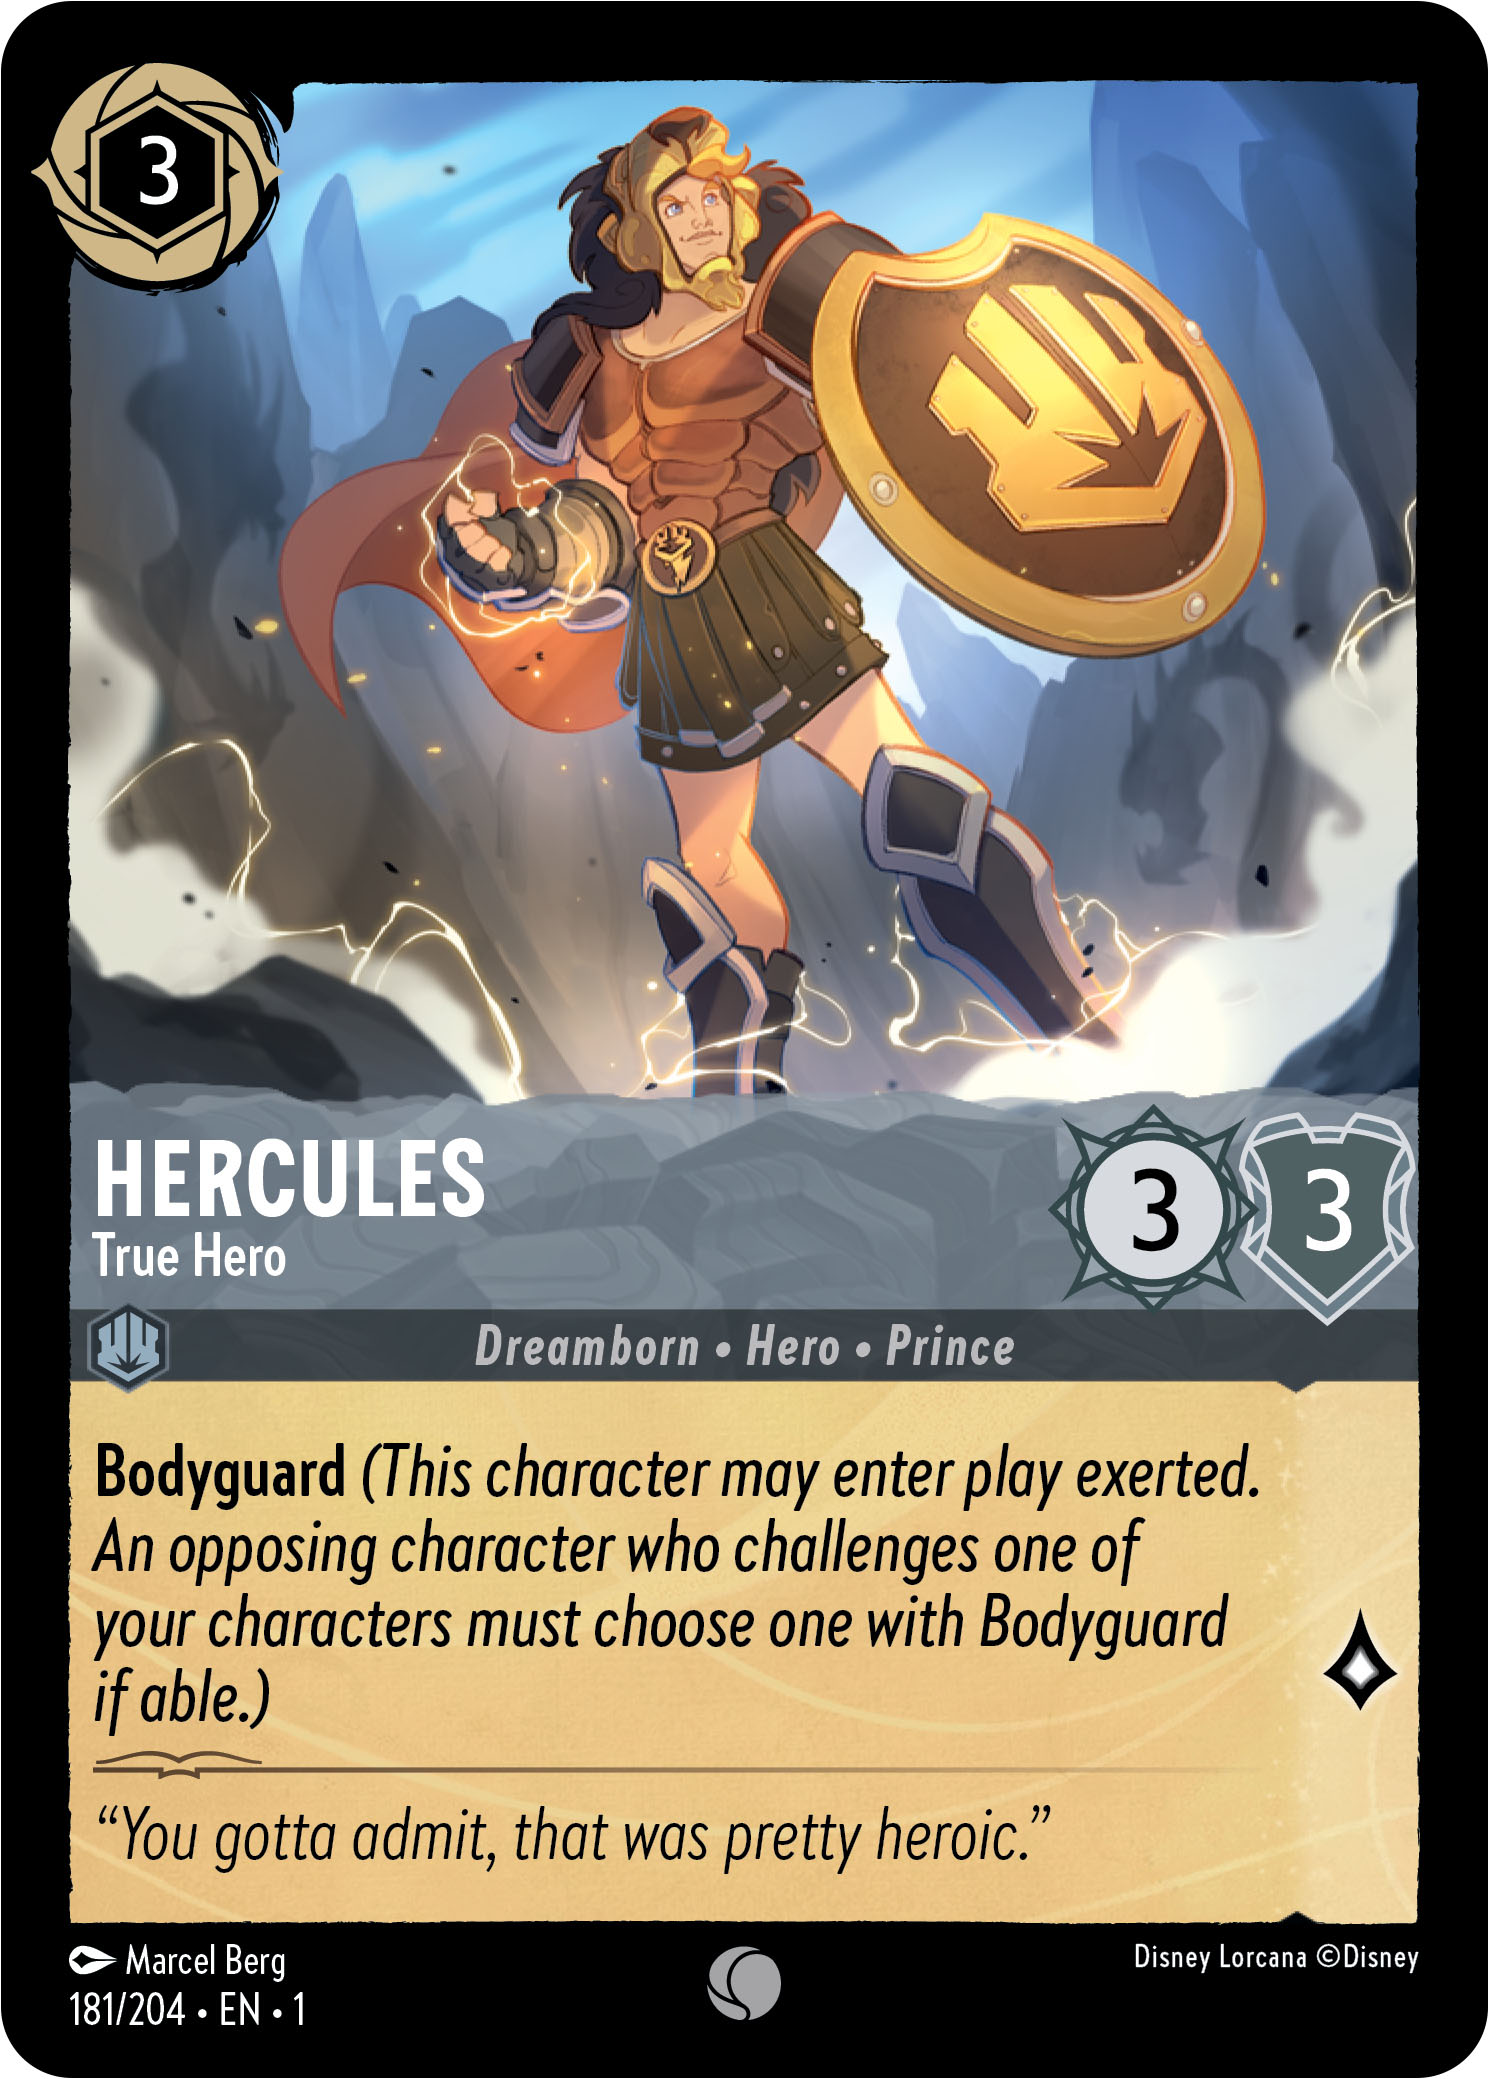 3
HERCULES
True Hero
3
3
Dreamborn • Hero • Prince
Bodyguard (This character may enter play exerted.
An opposing character who challenges one of
your characters must choose one with Bodyguard
if able.)
“You gotta admit, that was pretty heroic.”
Marcel Berg
181/204 • EN • 1
Disney Lorcana ©Disney